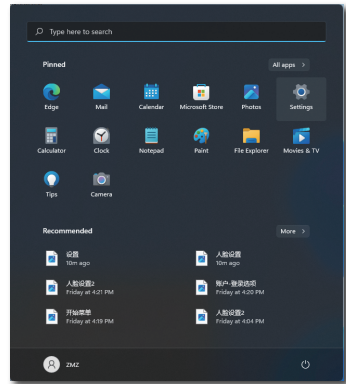 Type here to search
Pinned
All apps >
Edge Mail Calendar Microsoft Store Photos Settings
Calculator Clock Notepad Paint File Explorer Movies & TV
Tips Camera
Recommended
More >
设置
10m ago
人脸设置
10m ago
人脸设置2
Friday at 4:21 PM
账户-登录选项
Friday at 4:20 PM
开始菜单
Friday at 4:19 PM
人脸设置2
Friday at 4:04 PM
ZMZ